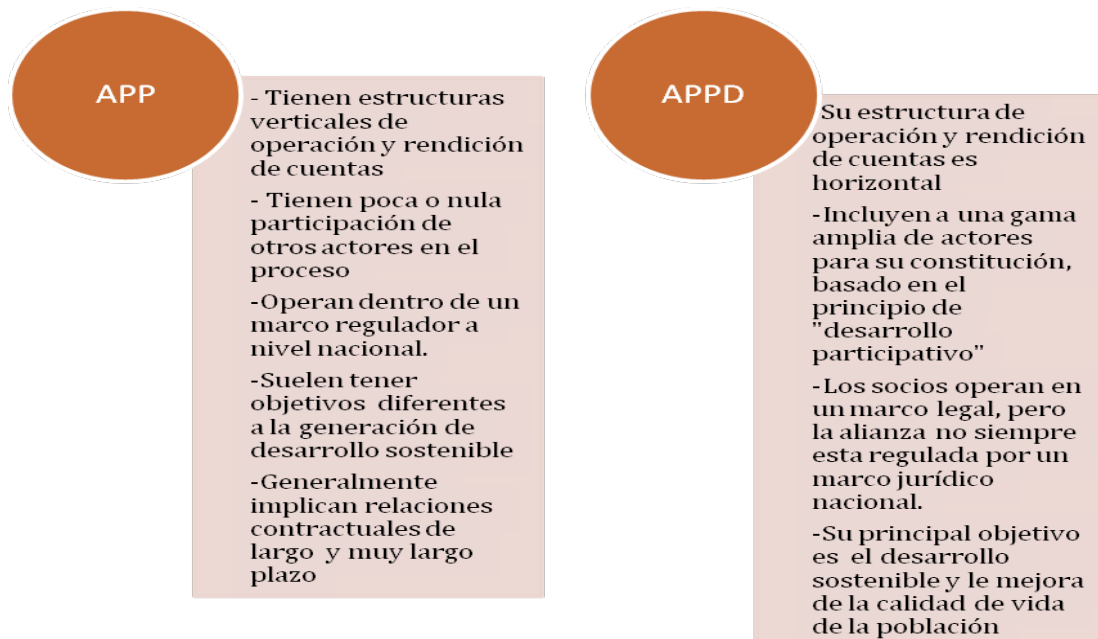 APP
- Tienen estructuras
verticales de
operación y rendición
de cuentas
- Tienen poca o nula
participación de
otros actores en el
proceso
-Operan dentro de un
marco regulador a
nivel nacional.
-Suelen tener
objetivos diferentes
a la generación de
desarrollo sostenible
-Generalmente
implican relaciones
contractuales de
largo y muy largo
plazo
APPD
Su estructura de
operación y rendición
de cuentas es
horizontal
-Incluyen a una gama
amplia de actores
para su constitución,
basado en el
principio de
"desarrollo
participativo"
-Los socios operan en
un marco legal, pero
la alianza no siempre
esta regulada por un
marco jurídico
nacional.
-Su principal objetivo
es el desarrollo
sostenible y le mejora
de la calidad de vida
de la población